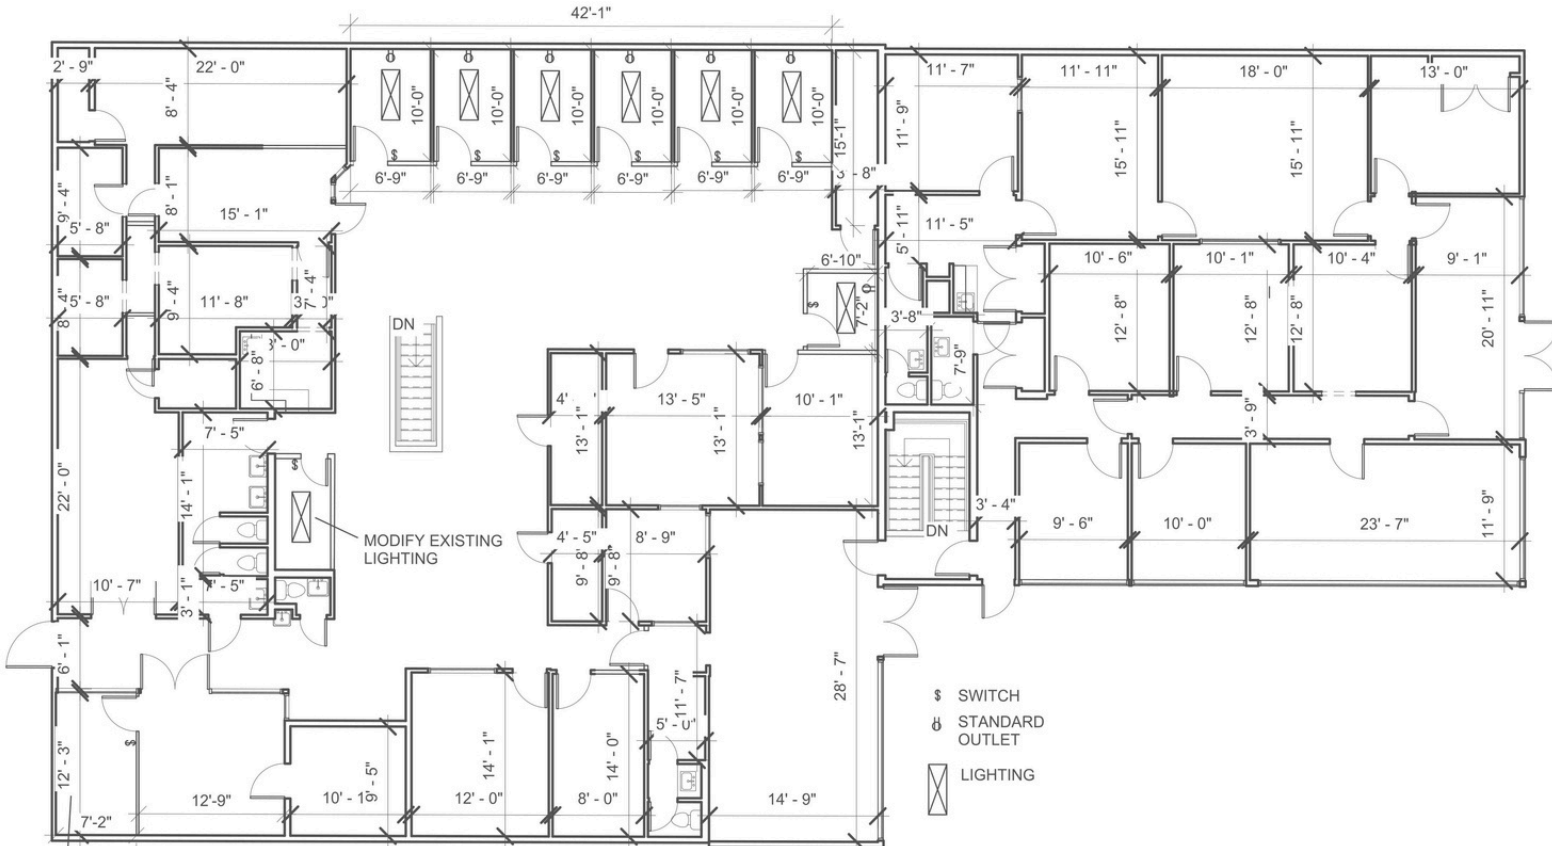 42'-1"
2' - 9"
22' - 0"
8' - 4"
10'-0"
10'-0"
10'-0"
10'-0"
10'-0"
10'-0"
15'-1"
11' - 7"
11' - 11"
18' - 0"
13' - 0"
11' - 9"
15' - 11"
15' - 11"
$
$
$
$
$
$
6'-9"
6'-9"
6'-9"
6'-9"
6'-9"
6'-9"
9' - 4"
8' - 1"
15' - 1"
5' - 8"
5' - 11"
11' - 5"
6'-10"
10' - 6"
10' - 1"
10' - 4"
9' - 1"
5' - 8"
9' - 4"
11' - 8"
7' - 4"
$
7'-2"
3'-8"
12' - 8"
12' - 8"
12' - 8"
20' - 11"
DN
6' - 8"
7'-9"
13' - 1"
13' - 5"
13' - 1"
10' - 1"
13'-1"
3' - 9"
7' - 5"
22' - 0"
14' - 1"
$
MODIFY EXISTING
LIGHTING
4' - 5"
9' - 8"
9' - 8"
8' - 9"
DN
3' - 4"
9' - 6"
10' - 0"
23' - 7"
11' - 9"
10' - 7"
3' - 1"
6' - 1"
28' - 7"
11' - 7"
12' - 3"
$
7'-2"
12'-9"
9' - 5"
14' - 1"
12' - 0"
14' - 0"
8' - 0"
14' - 9"
$ SWITCH
STANDARD
OUTLET
LIGHTING